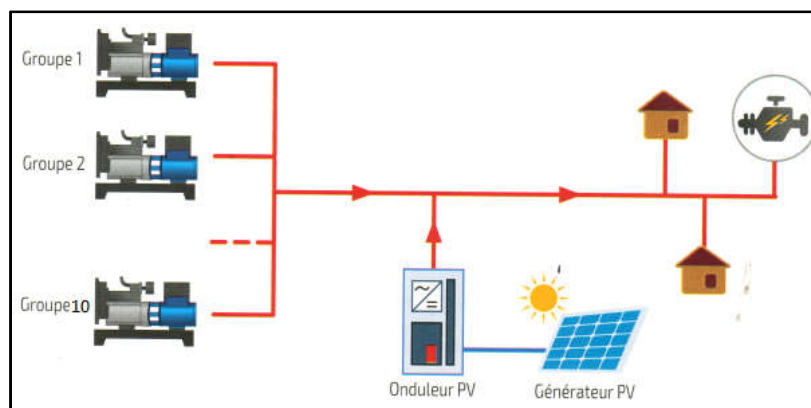 Groupe 1
Groupe 2
Groupe10
Onduleur PV
Générateur PV